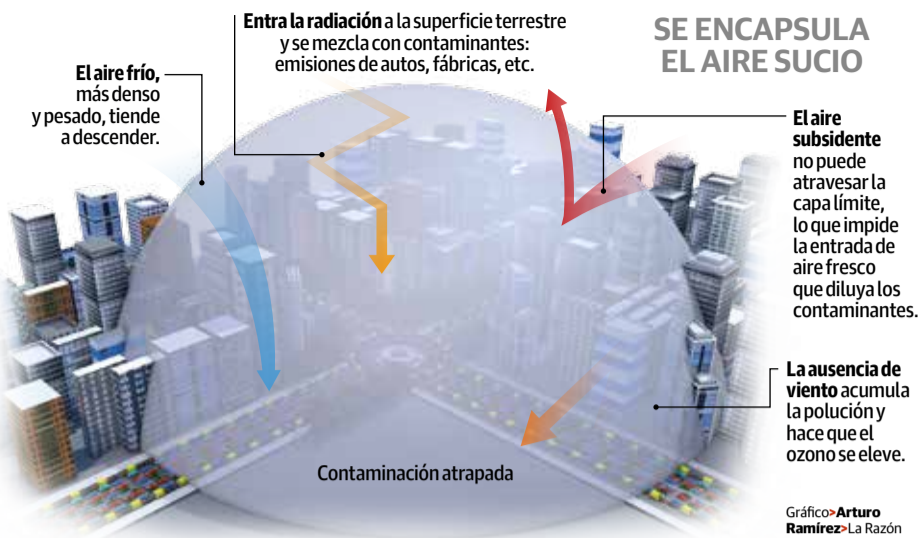 SE ENCAPSULA
EL AIRE SUCIO
Entra la radiación a la superficie terrestre
y se mezcla con contaminantes:
emisiones de autos, fábricas, etc.
El aire frío,
más denso
y pesado, tiende
a descender.
El aire
subsidente
no puede
atravesar la
capa límite,
lo que impide
la entrada de
aire fresco
que diluya los
contaminantes.
La ausencia de
viento acumula
la polución y
hace que el
ozono se eleve.
Contaminación atrapada
Gráfico>Arturo
Ramírez>La Razón